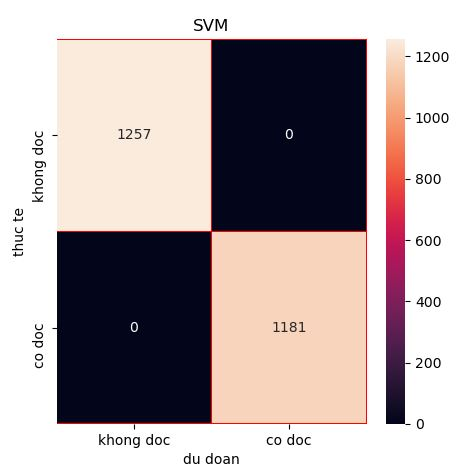 SVM
khong doc
1257
0
co doc
0
1181
thuc te
khong doc
co doc
du doan
1200
1000
800
600
400
200
0